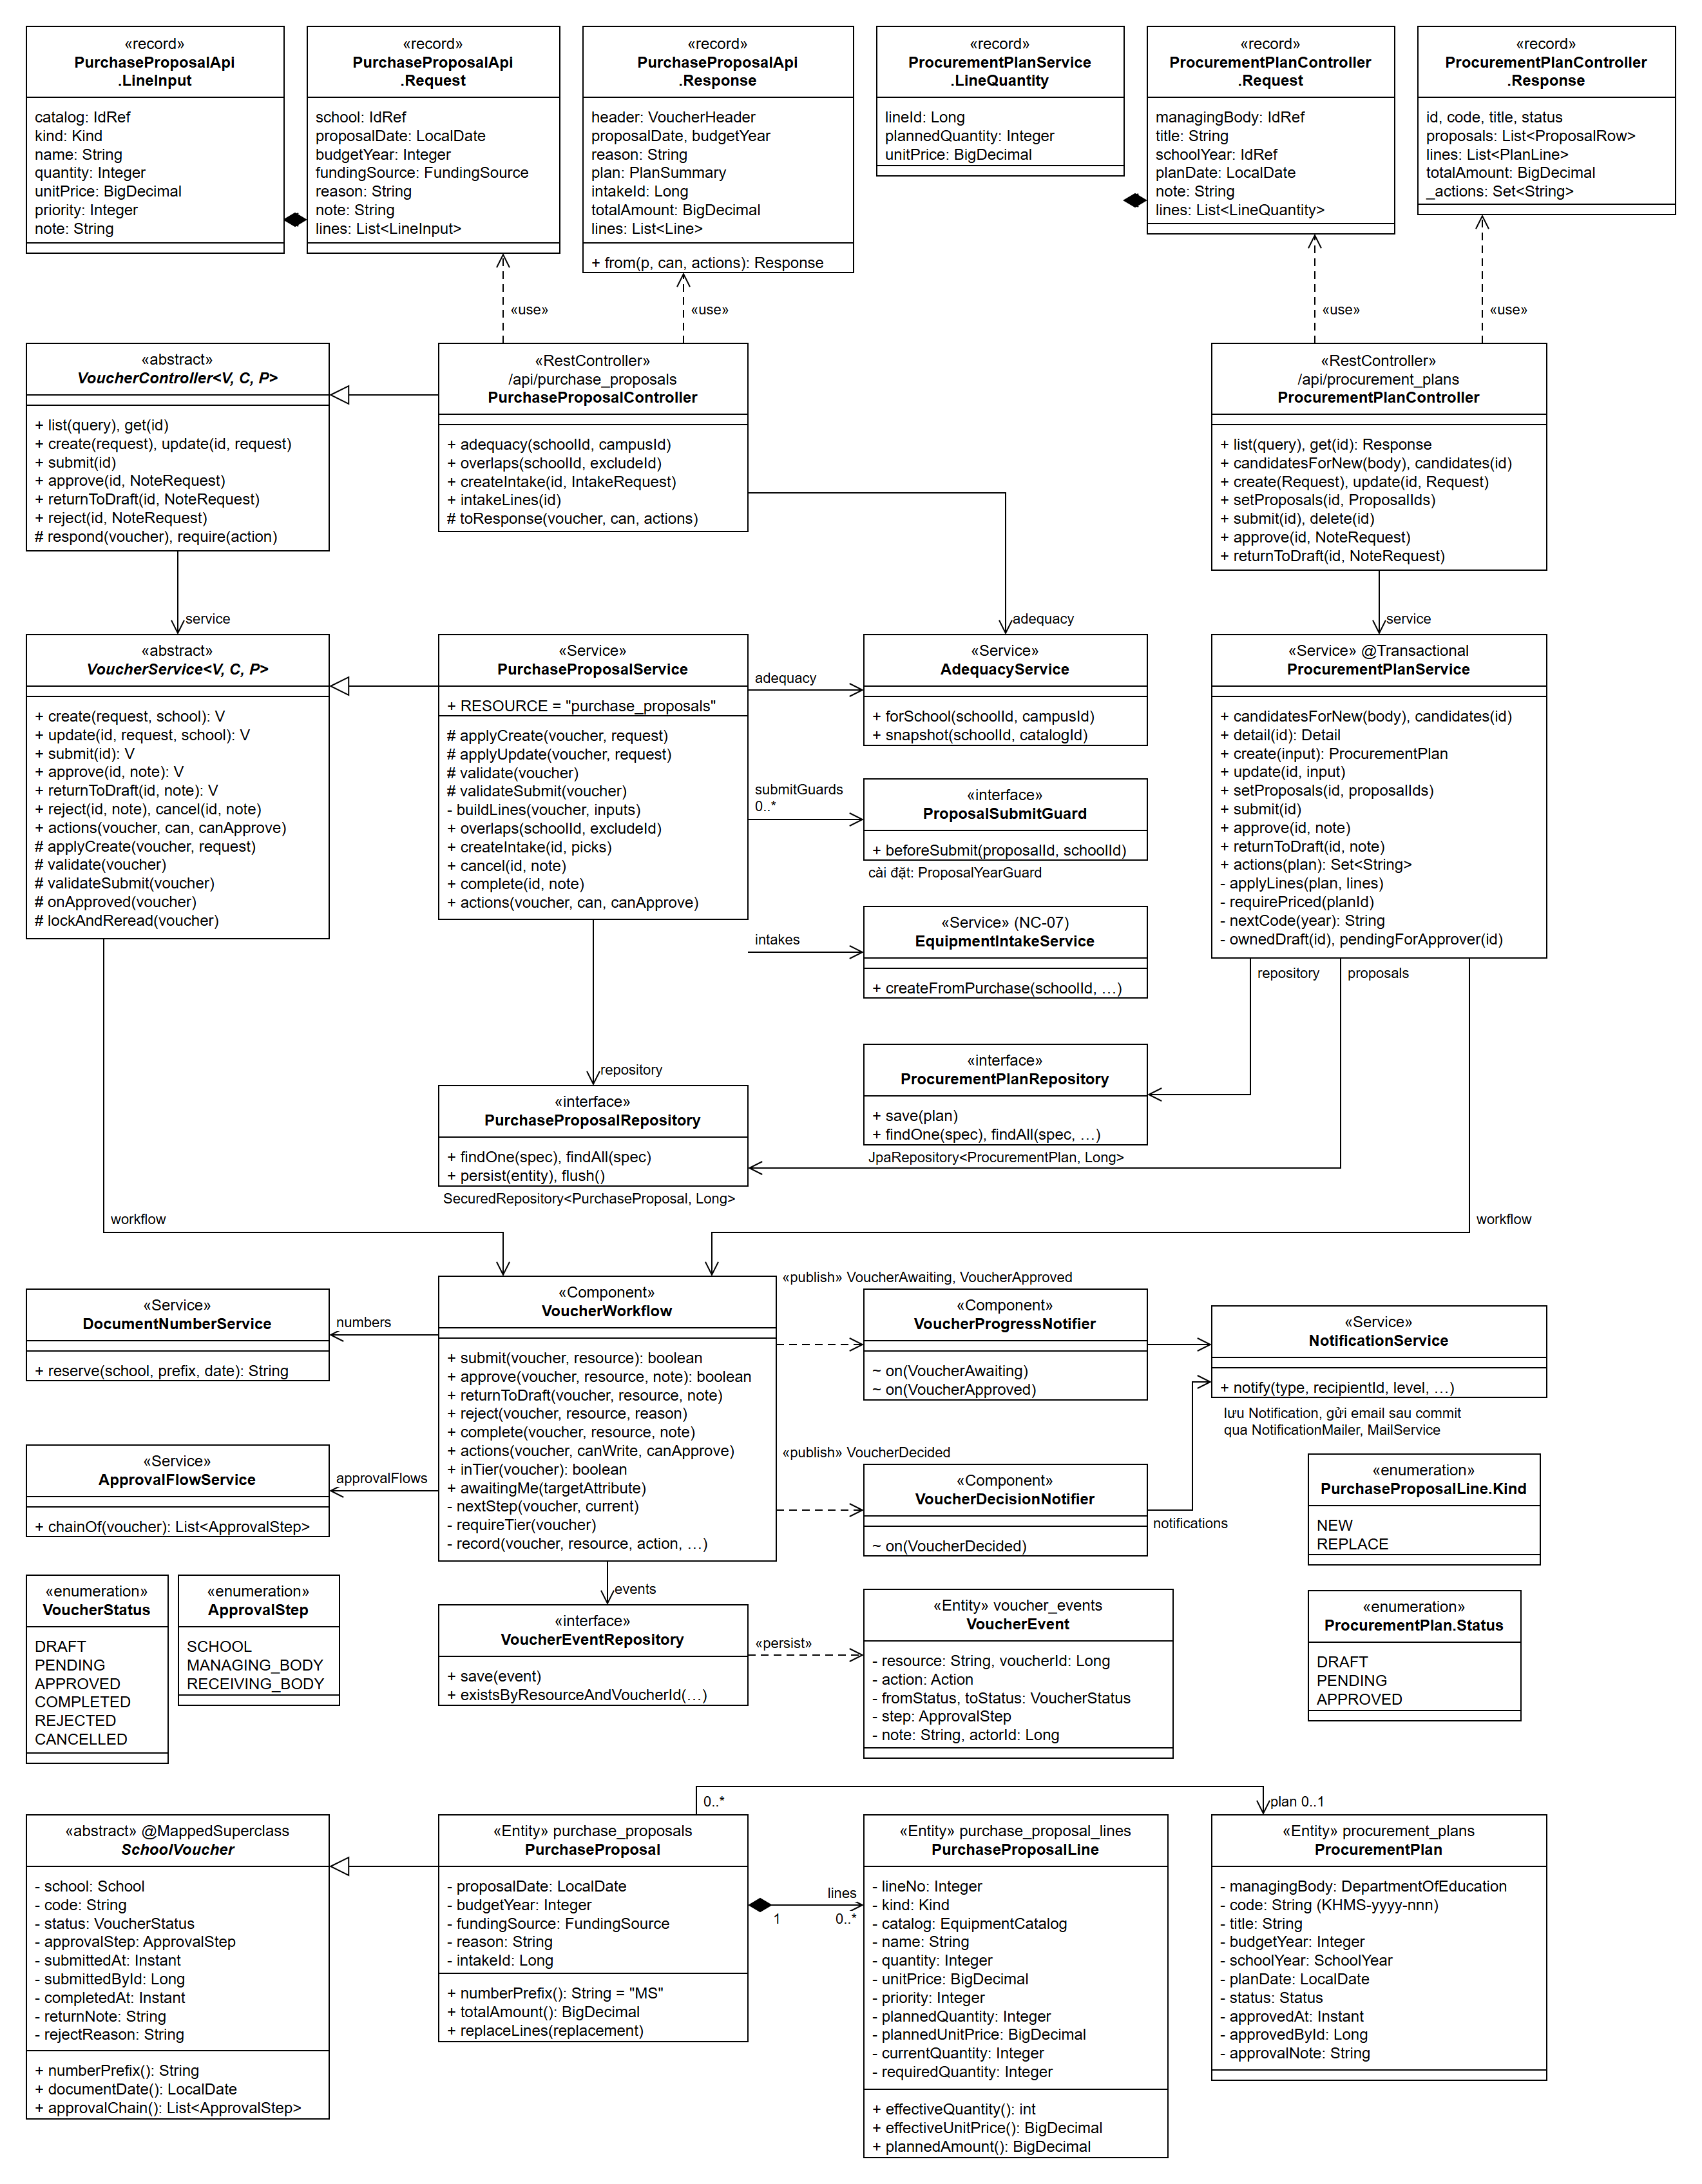 «record»
PurchaseProposalApi
.LineInput
catalog: IdRef
kind: Kind
name: String
quantity: Integer
unitPrice: BigDecimal
priority: Integer
note: String
«record»
PurchaseProposalApi
.Request
school: IdRef
proposalDate: LocalDate
budgetYear: Integer
fundingSource: FundingSource
reason: String
note: String
lines: List<LineInput>
«record»
PurchaseProposalApi
.Response
header: VoucherHeader
proposalDate, budgetYear
reason: String
plan: PlanSummary
intakeId: Long
totalAmount: BigDecimal
lines: List<Line>
+ from(p, can, actions): Response
«record»
ProcurementPlanService
.LineQuantity
lineId: Long
plannedQuantity: Integer
unitPrice: BigDecimal
«record»
ProcurementPlanController
.Request
managingBody: IdRef
title: String
schoolYear: IdRef
planDate: LocalDate
note: String
lines: List<LineQuantity>
«record»
ProcurementPlanController
.Response
id, code, title, status
proposals: List<ProposalRow>
lines: List<PlanLine>
totalAmount: BigDecimal
_actions: Set<String>
«use»
«use»
«use»
«use»
«abstract»
VoucherController<V, C, P>
+ list(query), get(id)
+ create(request), update(id, request)
+ submit(id)
+ approve(id, NoteRequest)
+ returnToDraft(id, NoteRequest)
+ reject(id, NoteRequest)
# respond(voucher), require(action)
«RestController»
/api/purchase_proposals
PurchaseProposalController
+ adequacy(schoolId, campusId)
+ overlaps(schoolId, excludeId)
+ createIntake(id, IntakeRequest)
+ intakeLines(id)
# toResponse(voucher, can, actions)
«RestController»
/api/procurement_plans
ProcurementPlanController
+ list(query), get(id): Response
+ candidatesForNew(body), candidates(id)
+ create(Request), update(id, Request)
+ setProposals(id, ProposalIds)
+ submit(id), delete(id)
+ approve(id, NoteRequest)
+ returnToDraft(id, NoteRequest)
service
adequacy
service
«abstract»
VoucherService<V, C, P>
+ create(request, school): V
+ update(id, request, school): V
+ submit(id): V
+ approve(id, note): V
+ returnToDraft(id, note): V
+ reject(id, note), cancel(id, note)
+ actions(voucher, can, canApprove)
# applyCreate(voucher, request)
# validate(voucher)
# validateSubmit(voucher)
# onApproved(voucher)
# lockAndReread(voucher)
«Service»
PurchaseProposalService
+ RESOURCE = "purchase_proposals"
# applyCreate(voucher, request)
# applyUpdate(voucher, request)
# validate(voucher)
# validateSubmit(voucher)
- buildLines(voucher, inputs)
+ overlaps(schoolId, excludeId)
+ createIntake(id, picks)
+ cancel(id, note)
+ complete(id, note)
+ actions(voucher, can, canApprove)
adequacy
submitGuards
0..*
intakes
«Service»
AdequacyService
+ forSchool(schoolId, campusId)
+ snapshot(schoolId, catalogId)
«interface»
ProposalSubmitGuard
+ beforeSubmit(proposalId, schoolId)
cài đặt: ProposalYearGuard
«Service» (NC-07)
EquipmentIntakeService
+ createFromPurchase(schoolId, …)
«Service» @Transactional
ProcurementPlanService
+ candidatesForNew(body), candidates(id)
+ detail(id): Detail
+ create(input): ProcurementPlan
+ update(id, input)
+ setProposals(id, proposalIds)
+ submit(id)
+ approve(id, note)
+ returnToDraft(id, note)
+ actions(plan): Set<String>
- applyLines(plan, lines)
- requirePriced(planId)
- nextCode(year): String
- ownedDraft(id), pendingForApprover(id)
repository
proposals
repository
«interface»
ProcurementPlanRepository
+ save(plan)
+ findOne(spec), findAll(spec, …)
JpaRepository<ProcurementPlan, Long>
«interface»
PurchaseProposalRepository
+ findOne(spec), findAll(spec)
+ persist(entity), flush()
SecuredRepository<PurchaseProposal, Long>
workflow
workflow
«Service»
DocumentNumberService
+ reserve(school, prefix, date): String
numbers
«Service»
ApprovalFlowService
+ chainOf(voucher): List<ApprovalStep>
approvalFlows
«Component»
VoucherWorkflow
+ submit(voucher, resource): boolean
+ approve(voucher, resource, note): boolean
+ returnToDraft(voucher, resource, note)
+ reject(voucher, resource, reason)
+ complete(voucher, resource, note)
+ actions(voucher, canWrite, canApprove)
+ inTier(voucher): boolean
+ awaitingMe(targetAttribute)
- nextStep(voucher, current)
- requireTier(voucher)
- record(voucher, resource, action, …)
«publish» VoucherAwaiting, VoucherApproved
«Component»
VoucherProgressNotifier
~ on(VoucherAwaiting)
~ on(VoucherApproved)
«publish» VoucherDecided
«Component»
VoucherDecisionNotifier
~ on(VoucherDecided)
notifications
«Service»
NotificationService
+ notify(type, recipientId, level, …)
lưu Notification, gửi email sau commit
qua NotificationMailer, MailService
«enumeration»
PurchaseProposalLine.Kind
NEW
REPLACE
«enumeration»
VoucherStatus
DRAFT
PENDING
APPROVED
COMPLETED
REJECTED
CANCELLED
«enumeration»
ApprovalStep
SCHOOL
MANAGING_BODY
RECEIVING_BODY
events
«interface»
VoucherEventRepository
+ save(event)
+ existsByResourceAndVoucherId(…)
«persist»
«Entity» voucher_events
VoucherEvent
- resource: String, voucherId: Long
- action: Action
- fromStatus, toStatus: VoucherStatus
- step: ApprovalStep
- note: String, actorId: Long
«enumeration»
ProcurementPlan.Status
DRAFT
PENDING
APPROVED
0..*
plan 0..1
«abstract» @MappedSuperclass
SchoolVoucher
- school: School
- code: String
- status: VoucherStatus
- approvalStep: ApprovalStep
- submittedAt: Instant
- submittedById: Long
- completedAt: Instant
- returnNote: String
- rejectReason: String
+ numberPrefix(): String
+ documentDate(): LocalDate
+ approvalChain(): List<ApprovalStep>
«Entity» purchase_proposals
PurchaseProposal
- proposalDate: LocalDate
- budgetYear: Integer
- fundingSource: FundingSource
- reason: String
- intakeId: Long
+ numberPrefix(): String = "MS"
+ totalAmount(): BigDecimal
+ replaceLines(replacement)
lines
1
0..*
«Entity» purchase_proposal_lines
PurchaseProposalLine
- lineNo: Integer
- kind: Kind
- catalog: EquipmentCatalog
- name: String
- quantity: Integer
- unitPrice: BigDecimal
- priority: Integer
- plannedQuantity: Integer
- plannedUnitPrice: BigDecimal
- currentQuantity: Integer
- requiredQuantity: Integer
+ effectiveQuantity(): int
+ effectiveUnitPrice(): BigDecimal
+ plannedAmount(): BigDecimal
«Entity» procurement_plans
ProcurementPlan
- managingBody: DepartmentOfEducation
- code: String (KHMS-yyyy-nnn)
- title: String
- budgetYear: Integer
- schoolYear: SchoolYear
- planDate: LocalDate
- status: Status
- approvedAt: Instant
- approvedById: Long
- approvalNote: String